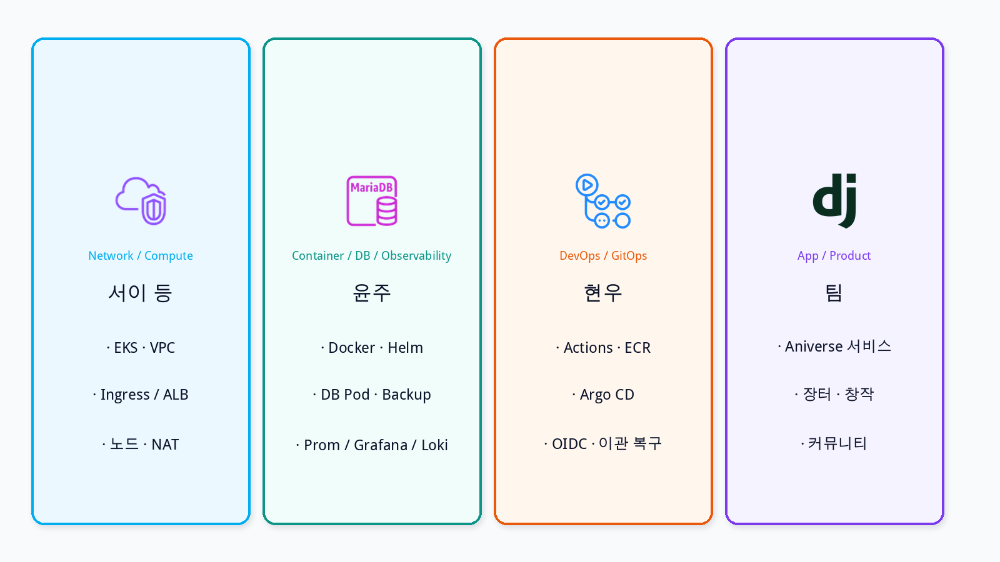 Network / Compute
서이 등
· EKS · VPC
· Ingress / ALB
· 노드 · NAT
MariaDB
Container / DB / Observability
윤주
· Docker · Helm
· DB Pod · Backup
· Prom / Grafana / Loki
DevOps / GitOps
현우
· Actions · ECR
· Argo CD
· OIDC · 이관 복구
dj
App / Product
팀
· Aniverse 서비스
· 장터 · 창작
· 커뮤니티